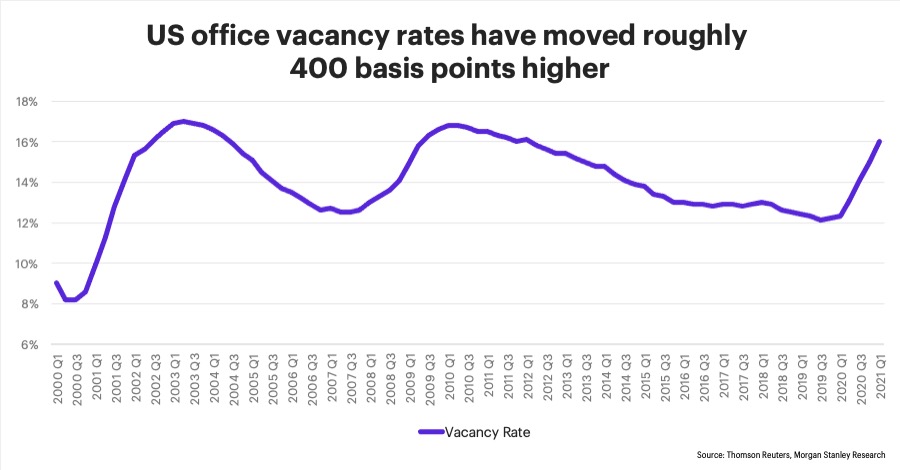 US office vacancy rates have moved roughly
400 basis points higher
18%
16%
14%
12%
10%
8%
6%
2000 Q1
2000 Q3
20001 Q1
2001 Q3
2002 Q1
2002 Q3
2003 Q1
2003 Q3
2004 Q1
2004 Q3
2005 Q1
2005 Q3
2006 Q1
2006 Q3
2007 Q1
2007 Q3
2008 Q1
2008 Q3
2009 Q1
2009 Q3
2010 Q1
2010 Q3
2011 Q1
2011 Q3
2012 Q1
2012 Q3
2013 Q1
2013 Q3
2014 Q1
2014 Q3
2015 Q1
2015 Q3
2016 Q1
2016 Q3
2017 Q1
2017 Q3
2018 Q1
2018 Q3
2019 Q1
2019 Q3
2020 Q1
2020 Q3
2021 Q1
Vacancy Rate
Source: Thomson Reuters, Morgan Stanley Research